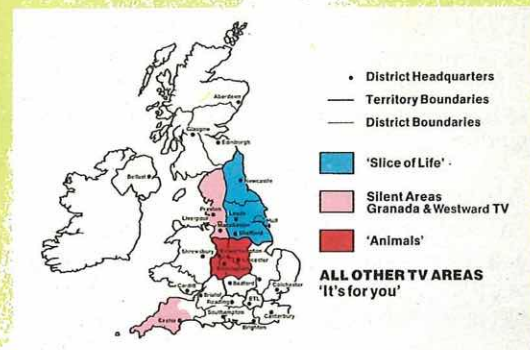 District Headquarters
Territory Boundaries
District Boundaries
'Slice of Life'
Silent Areas
Granada & Westward TV
'Animals'
ALL OTHER TV AREAS
'It's for you'
Aberdeen
Glasgow
Edinburgh
Belfast
Newcastle
Preston
Leeds
Hull
Liverpool
Manchester
Sheffield
Shrewsbury
Leicester
Bedford
Colchester
Cardiff
Bristol
Reading
BTL
Southampton
Canterbury
Exeter
Brighton